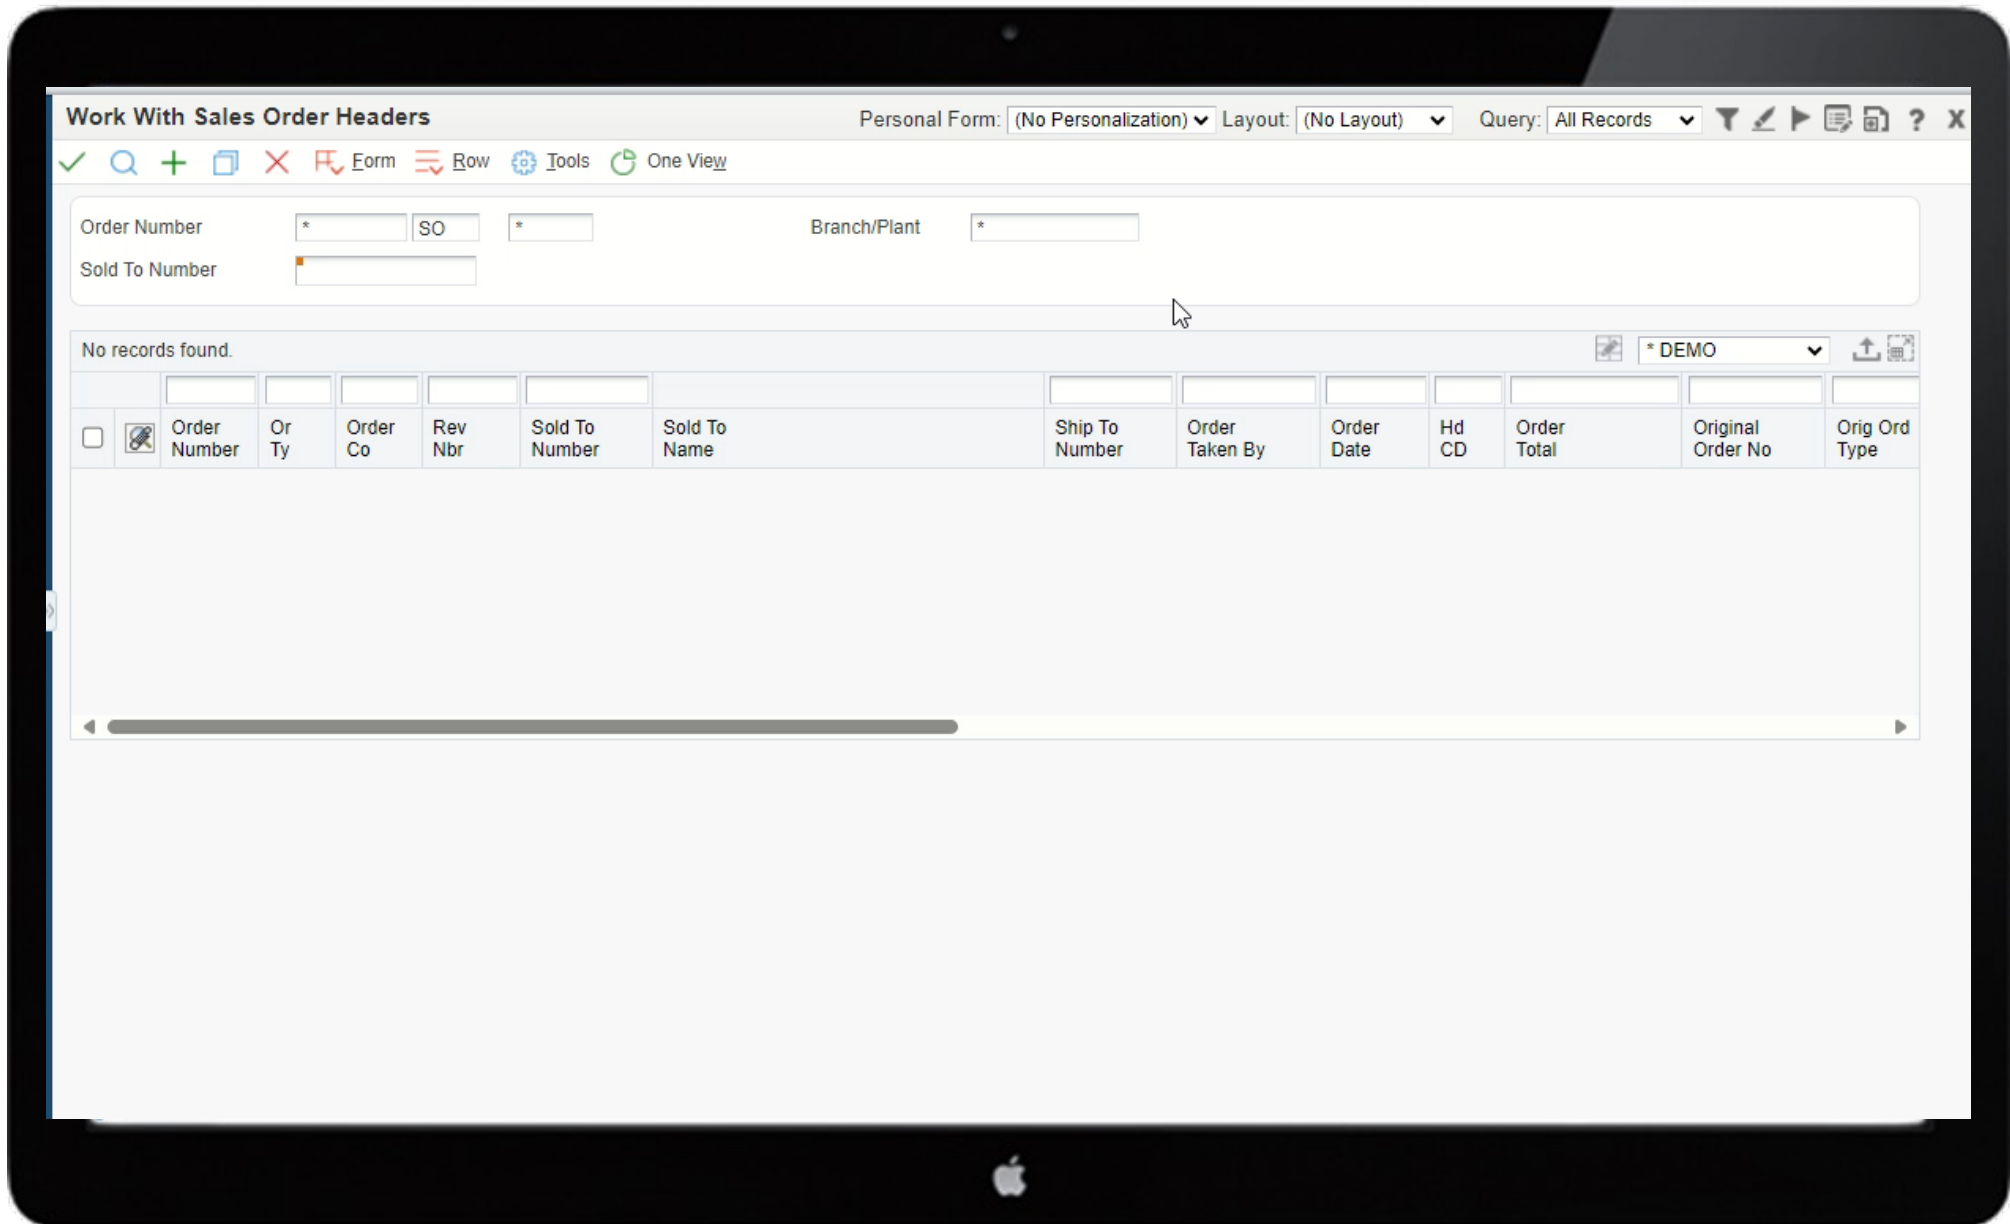 Work With Sales Order Headers
Personal Form: (No Personalization) Layout: (No Layout) Query: All Records ? X
Form Row Tools One View
Order Number * SO * Branch/Plant *
Sold To Number
No records found. * DEMO
Order Number Or Ty Order Co Rev Nbr Sold To Number Sold To Name Ship To Number Order Taken By Order Date Hd CD Order Total Original Order No Orig Ord Type